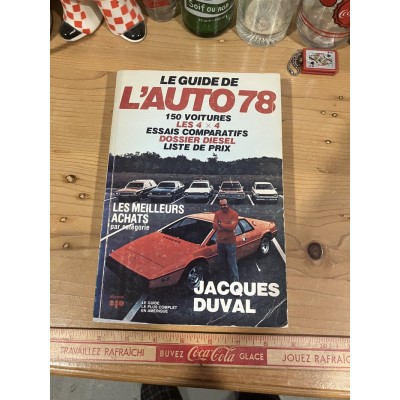 Soif ou non
LE GUIDE DE
L'AUTO 78
150 VOITURES
LES 4 × 4
ESSAIS COMPARATIFS
DOSSIER DIESEL
LISTE DE PRIX
LES MEILLEURS
ACHATS
par catégorie
JACQUES
DUVAL
LE GUIDE
LE PLUS COMPLET
EN AMÉRIQUE
TRAVAILLEZ RAFRAÎCHI
BUVEZ Coca-Cola GLACÉ
JOUEZ RAFRAÎCHI